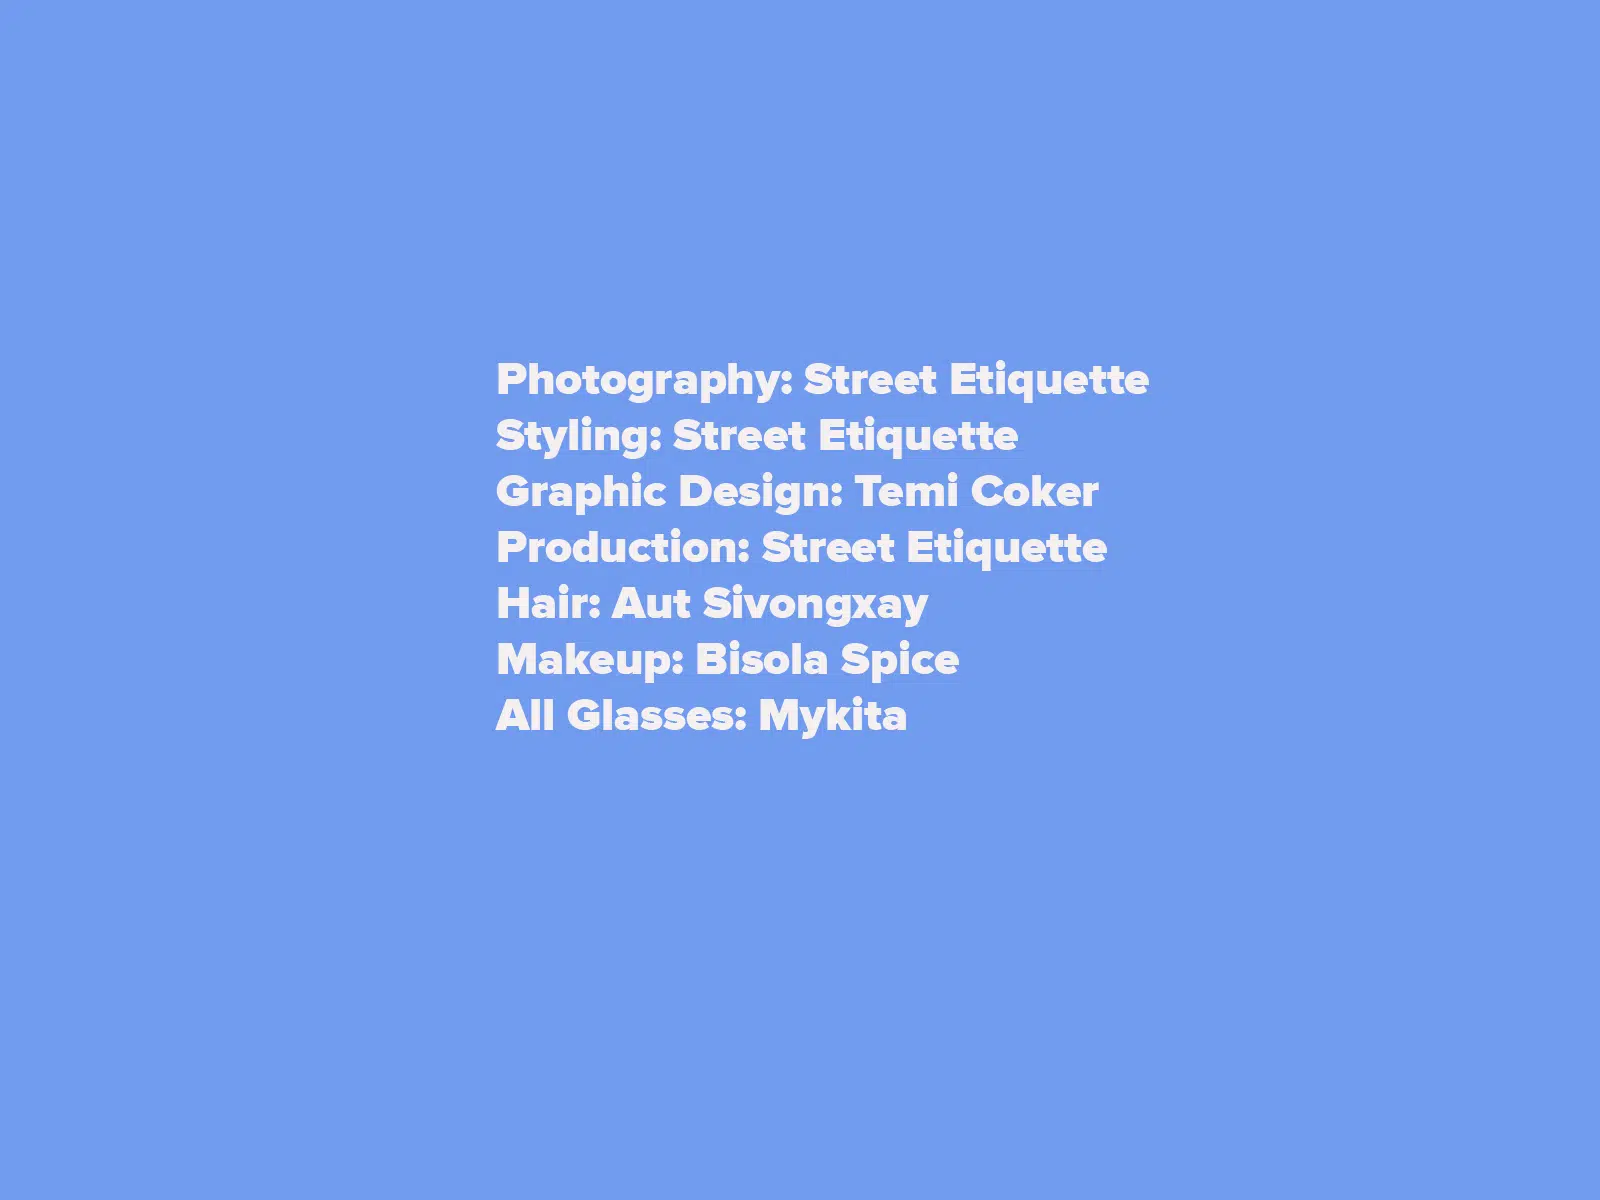 Photography: Street Etiquette
Styling: Street Etiquette
Graphic Design: Temi Coker
Production: Street Etiquette
Hair: Aut Sivongxay
Makeup: Bisola Spice
All Glasses: Mykita